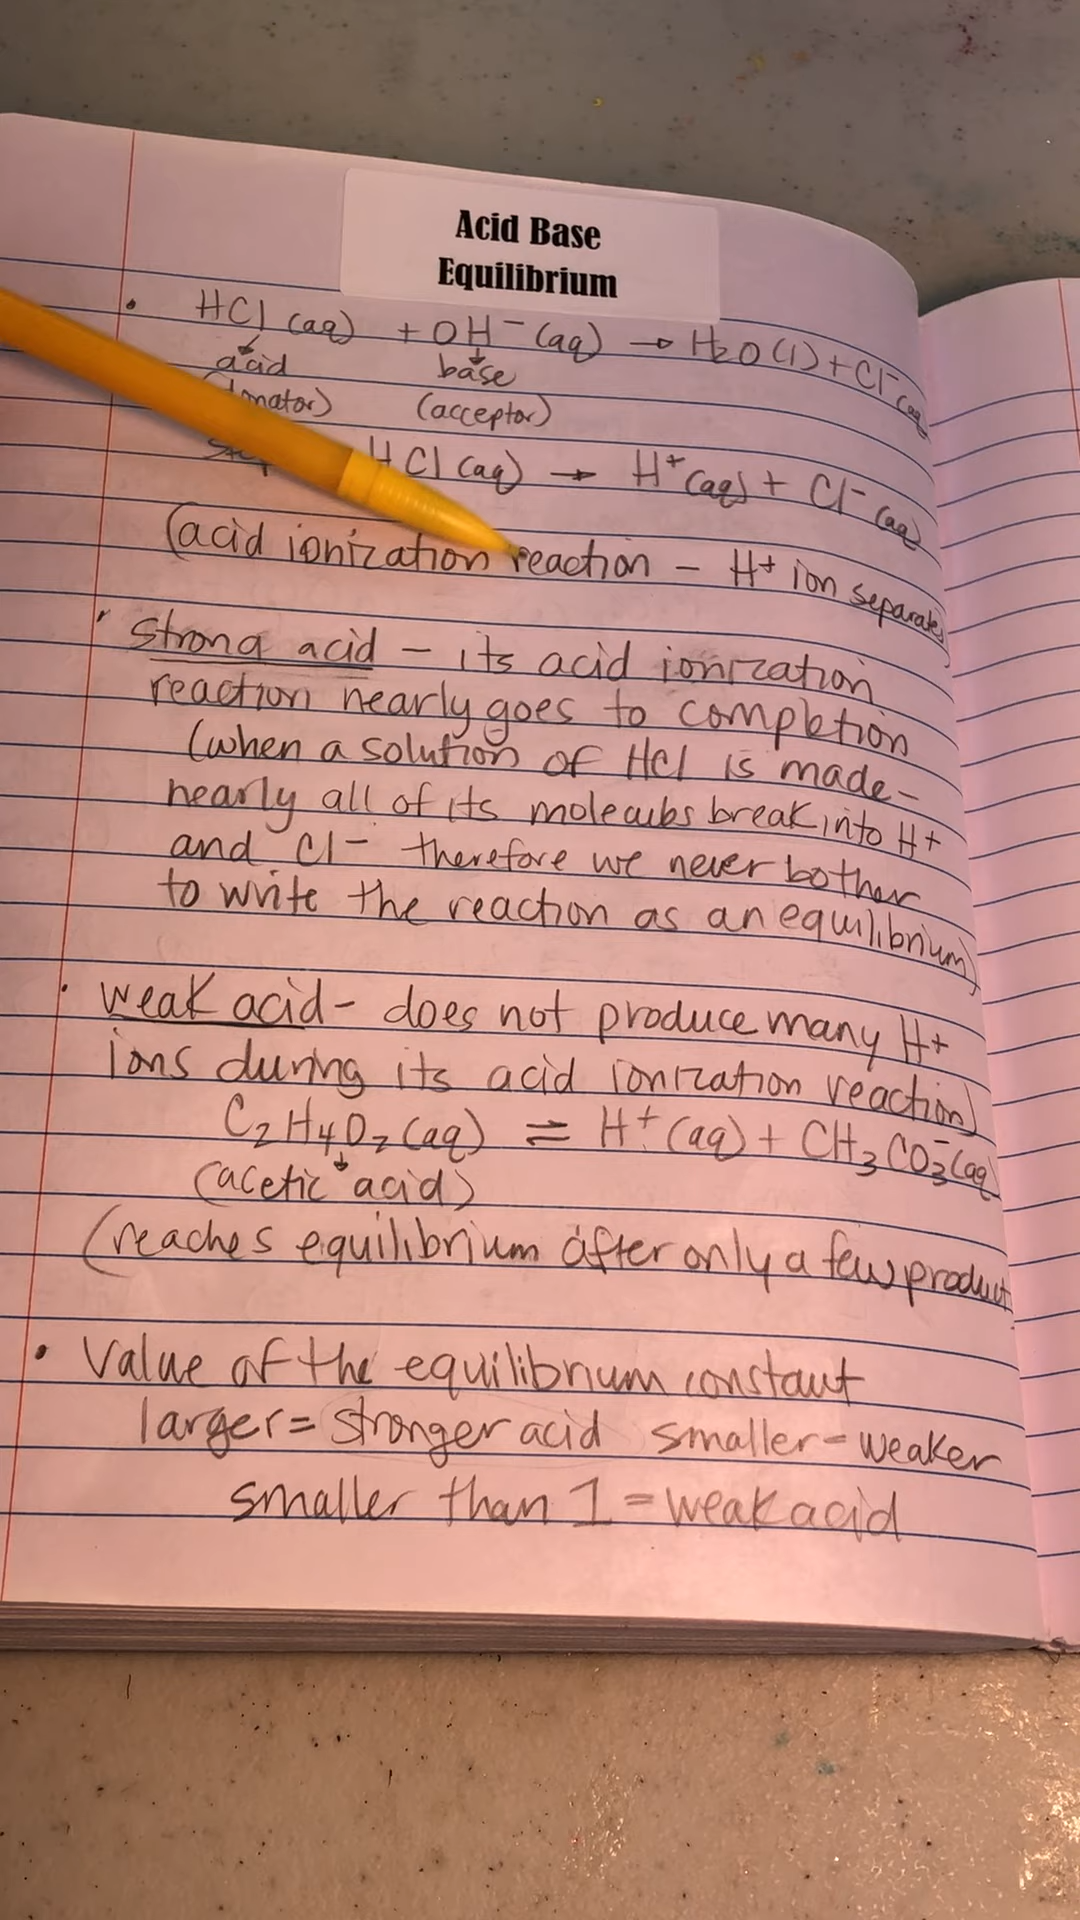 Acid Base
Equilibrium
• HCl (aq) + OH⁻ (aq) → H₂O (l) + Cl⁻ (aq)
acid base
(acceptor)
HCl (aq) → H⁺ (aq) + Cl⁻ (aq)
(acid ionization reaction – H⁺ ion separates
• strong acid – its acid ionization
reaction nearly goes to completion
(when a solution of HCl is made –
nearly all of its molecules break into H+
and Cl– therefore we never bother
to write the reaction as an equilibrium)
• weak acid – does not produce many H+
ions during its acid ionization reaction)
C₂H₄O₂ (aq) ⇌ H⁺ (aq) + CH₃CO₃⁻ (aq)
(acetic acid)
(reaches equilibrium after only a few product
• Value of the equilibrium constant
larger = stronger acid smaller = weaker
smaller than 1 = weak acid